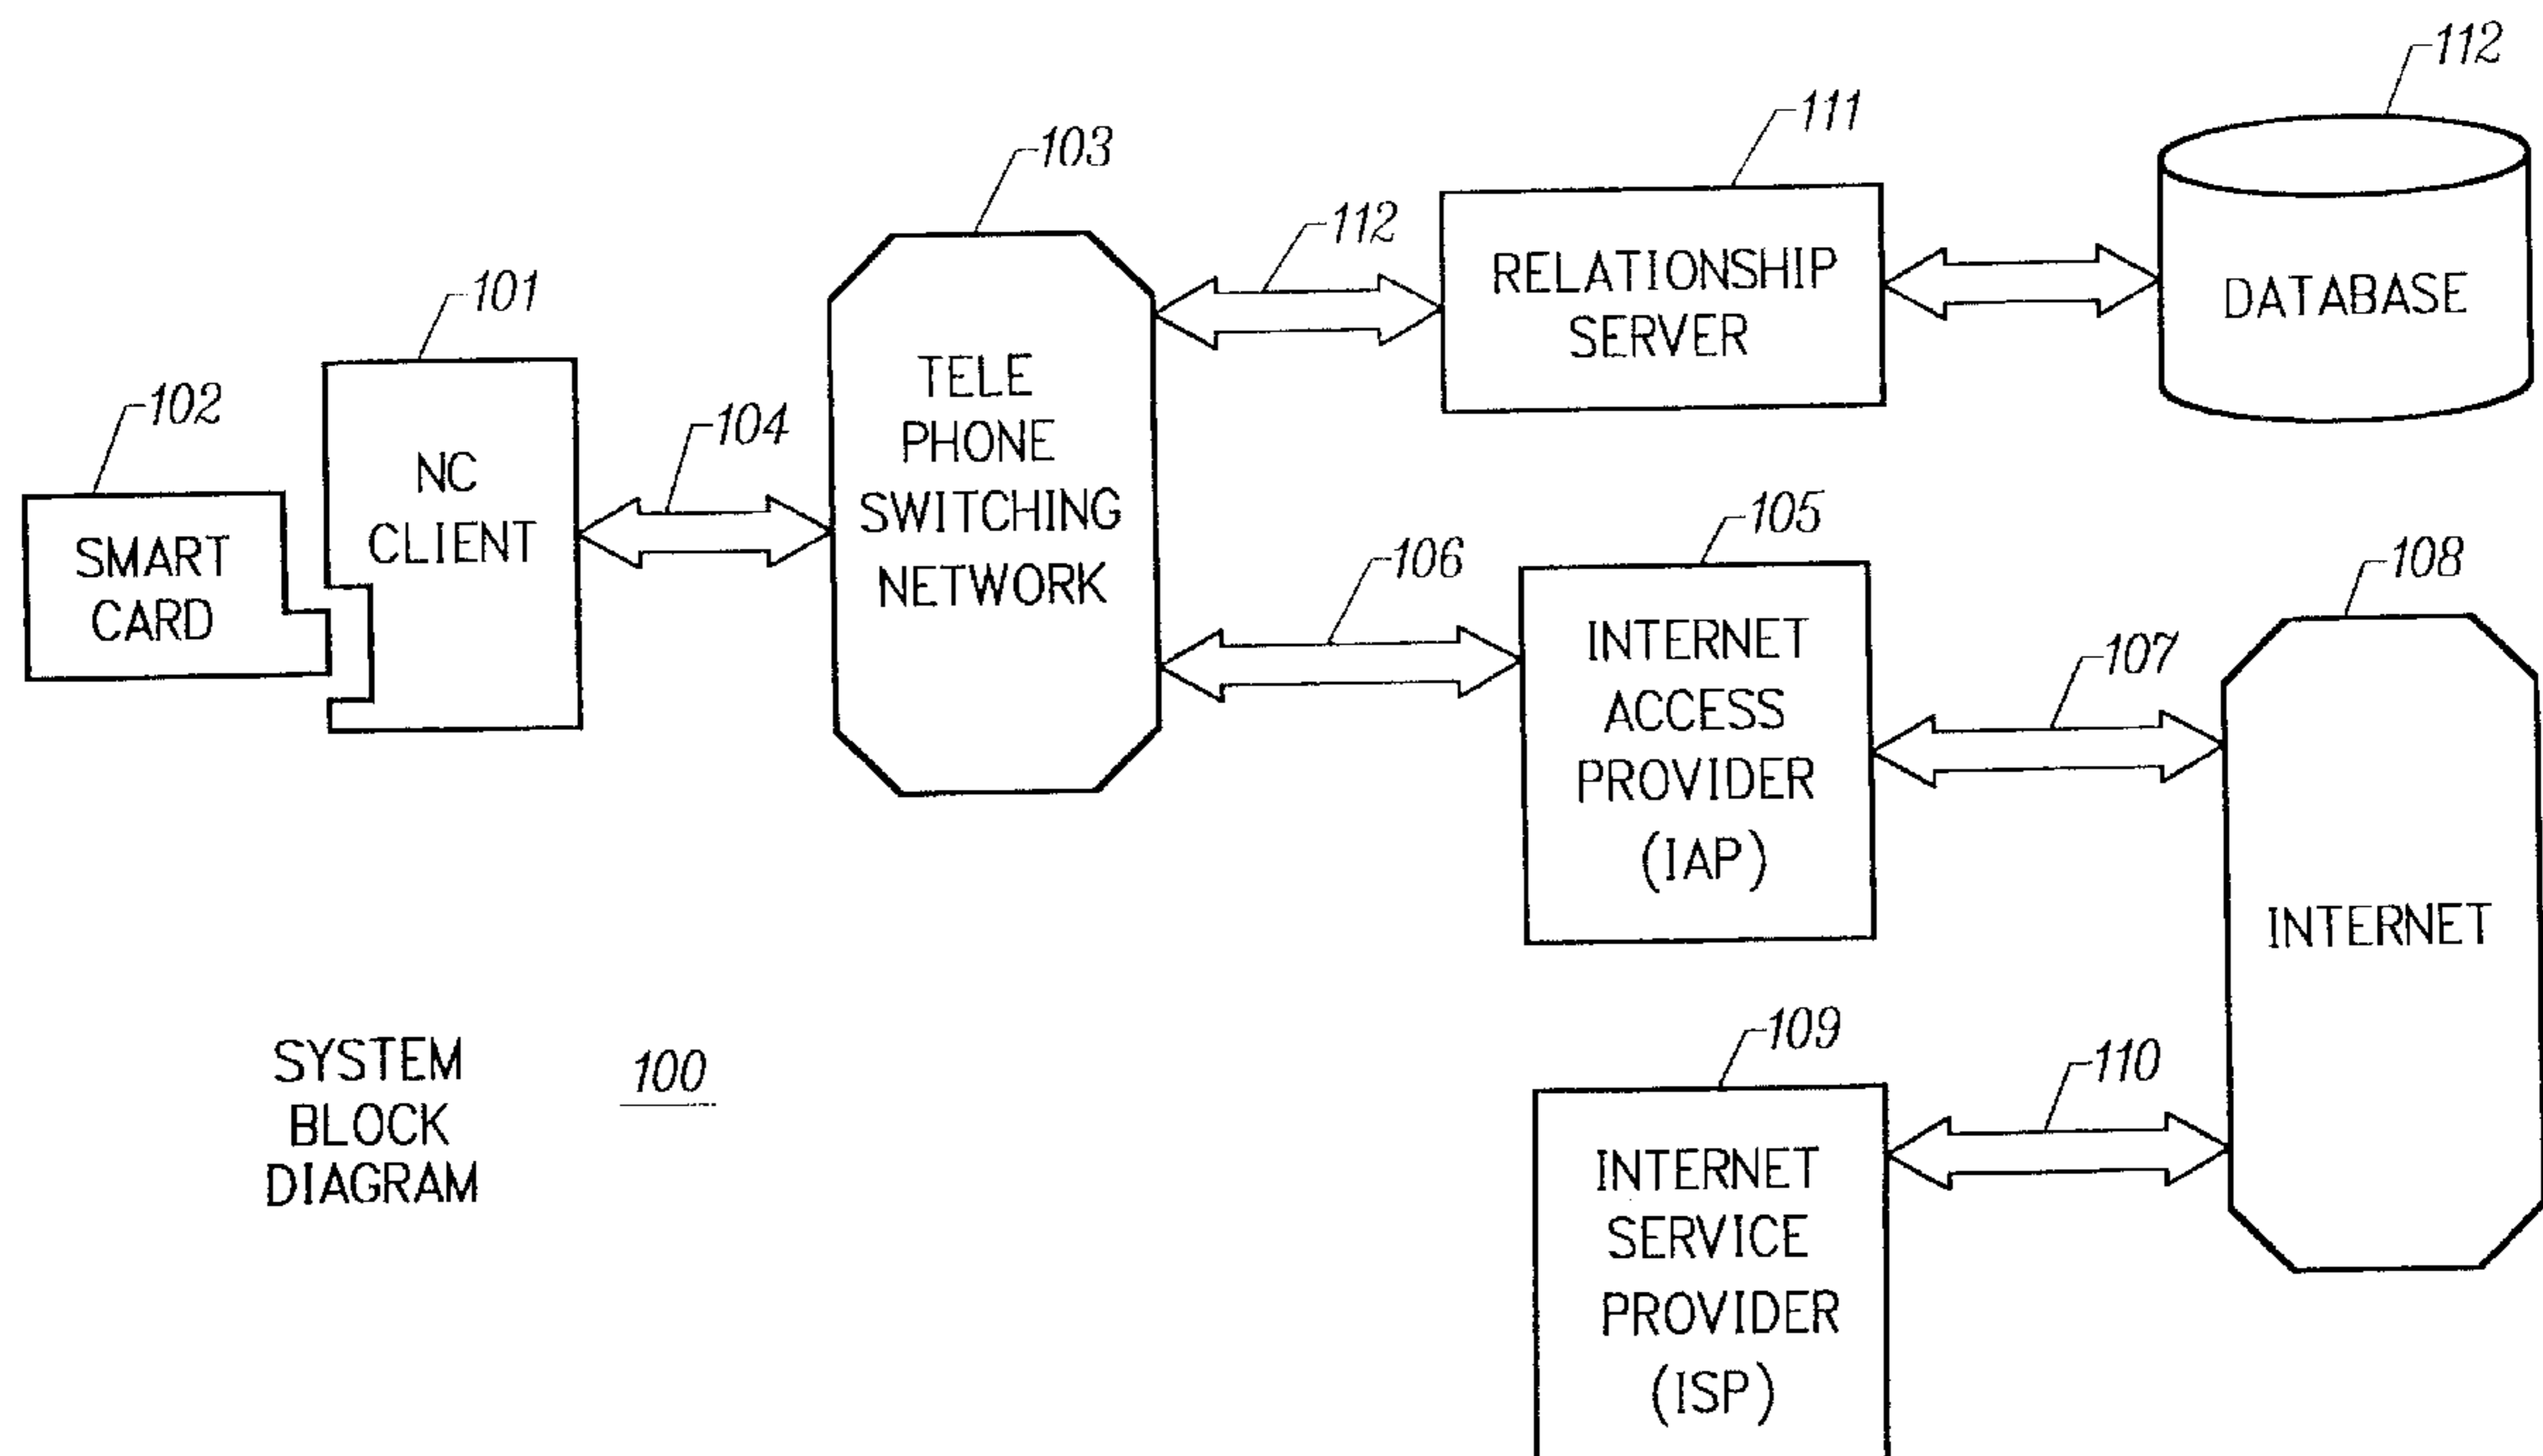 112
111
103
112
RELATIONSHIP
SERVER
DATABASE
101
TELE
PHONE
SWITCHING
NETWORK
102
104
NC
CLIENT
SMART
CARD
105
106
108
INTERNET
ACCESS
PROVIDER
(IAP)
107
INTERNET
109
110
INTERNET
SERVICE
PROVIDER
(ISP)
SYSTEM
BLOCK
DIAGRAM
100